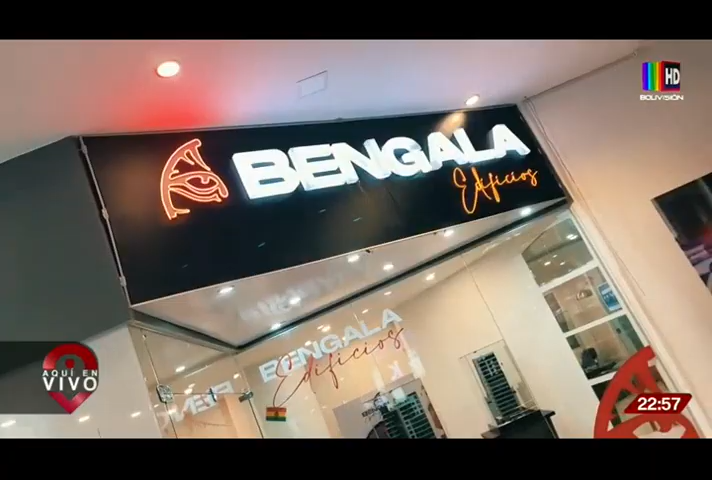 HD
BOLIVISIÓN
BENGALA
Edificios
BENGALA
Edificios
AQUÍ EN
VIVO
22:57